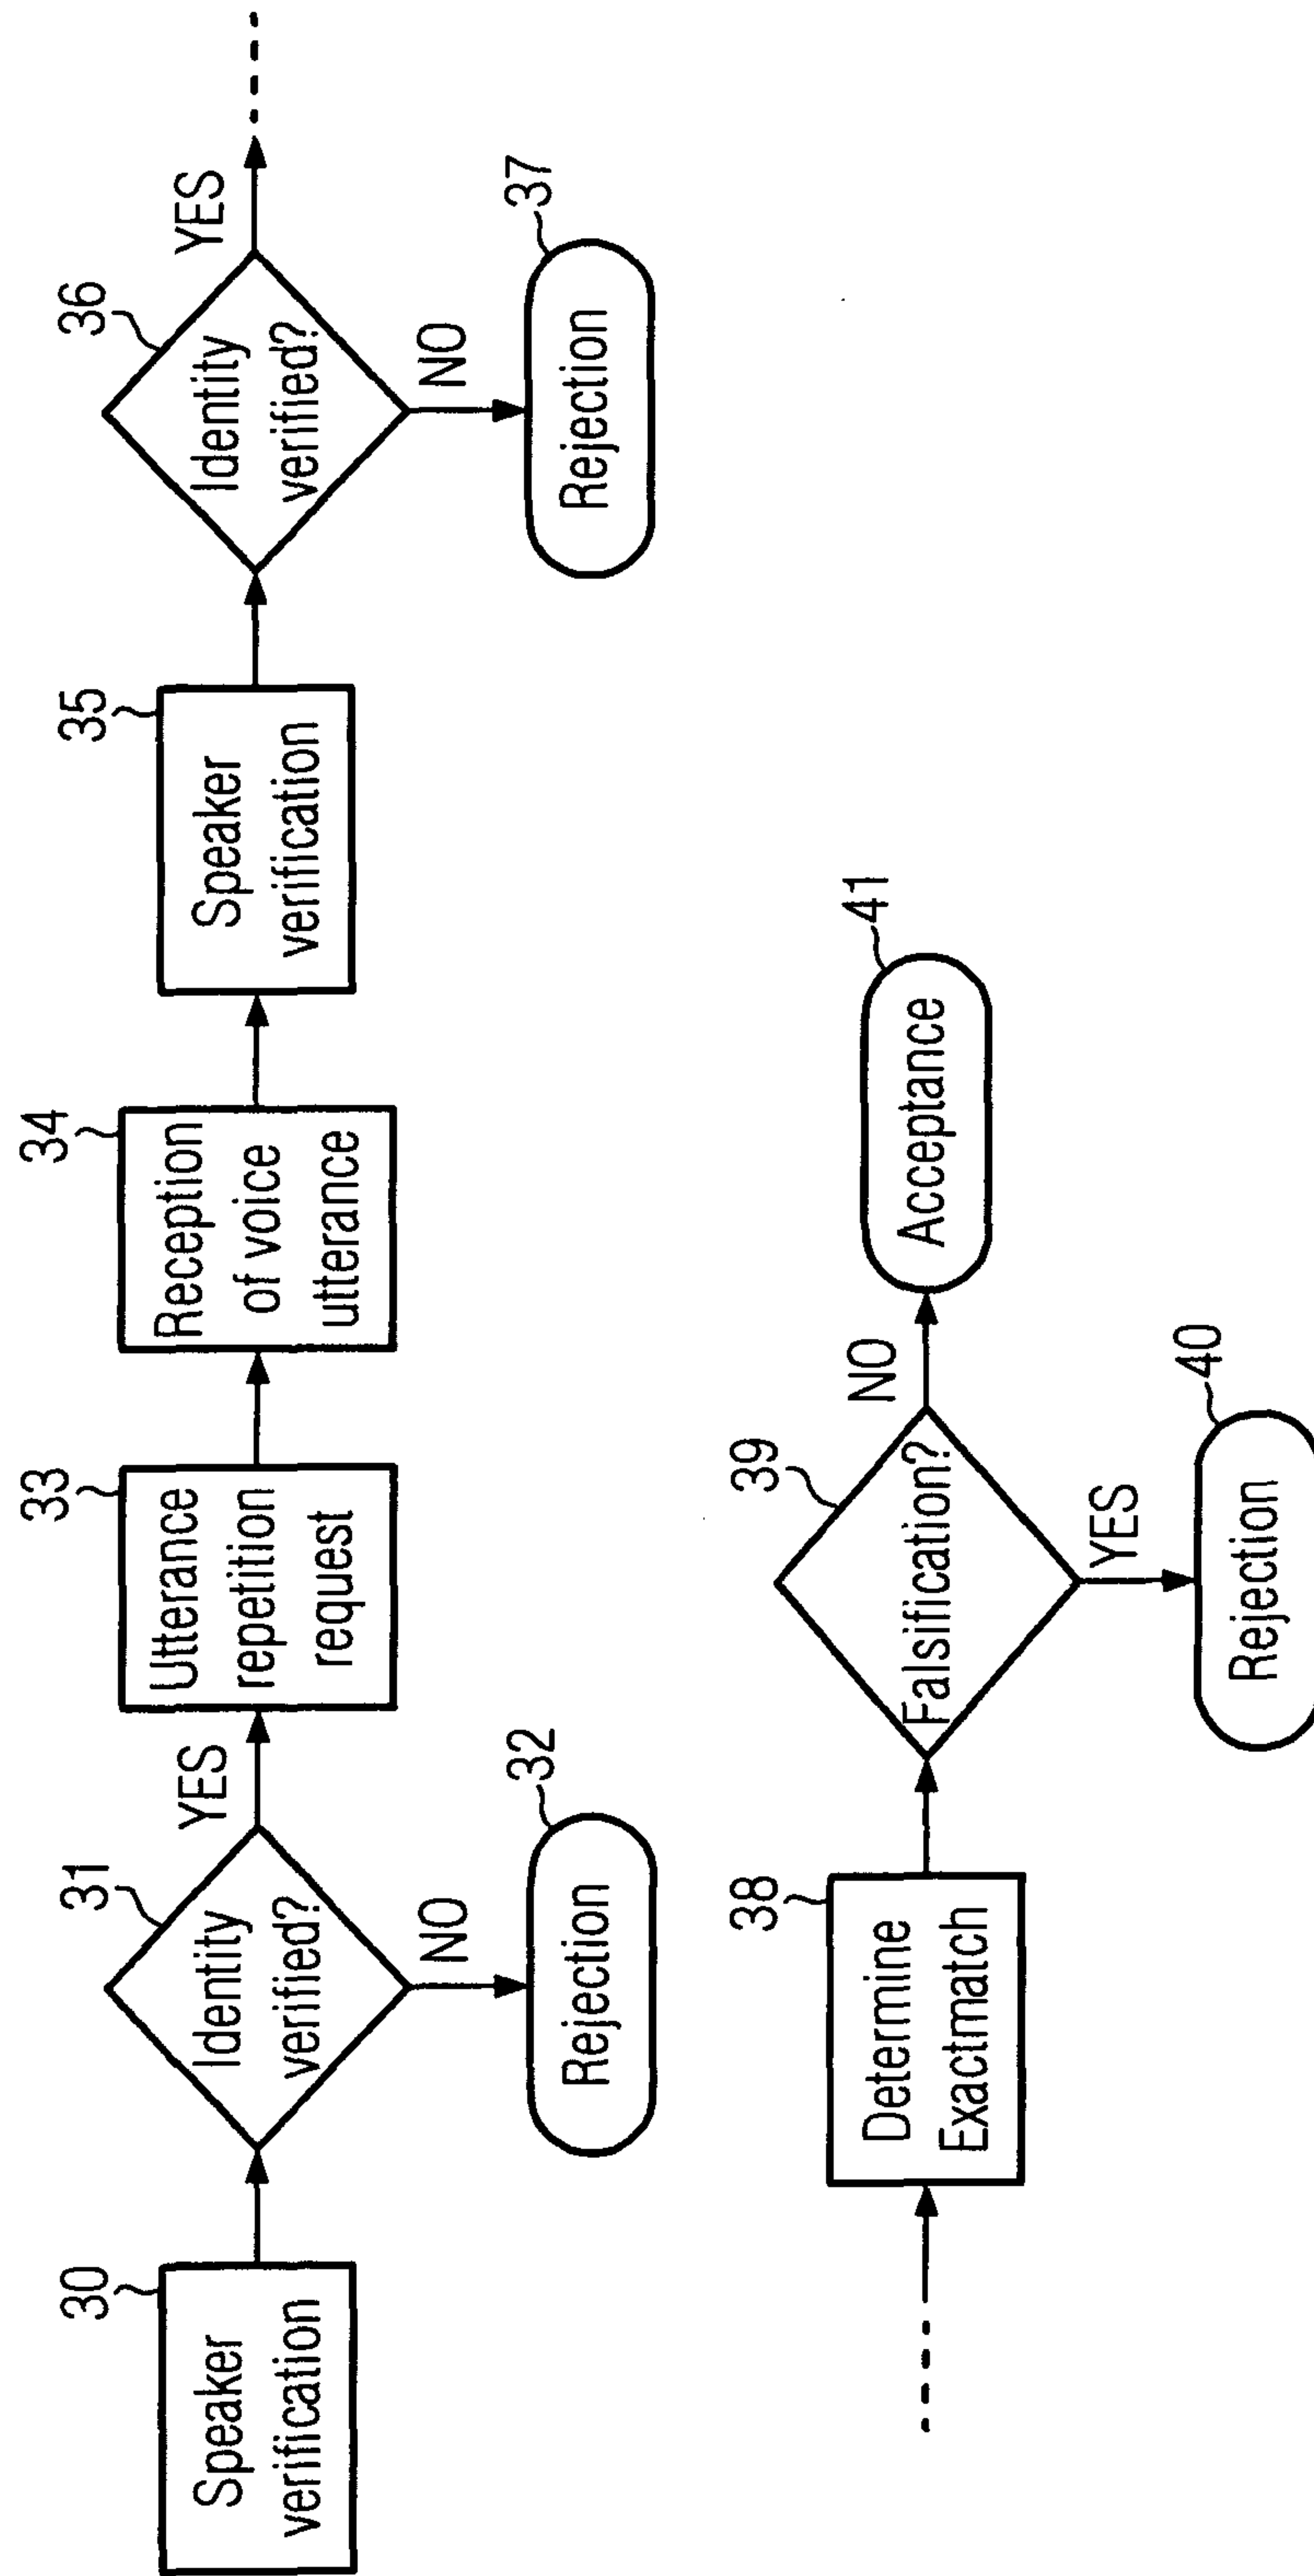 30
Speaker
verification
31
Identity
verified?
YES
NO
32
Rejection
33
Utterance
repetition
request
34
Reception
of voice
utterance
35
Speaker
verification
36
Identity
verified?
YES
NO
37
Rejection
38
Determine
Exactmatch
39
Falsification?
NO
YES
40
Rejection
41
Acceptance